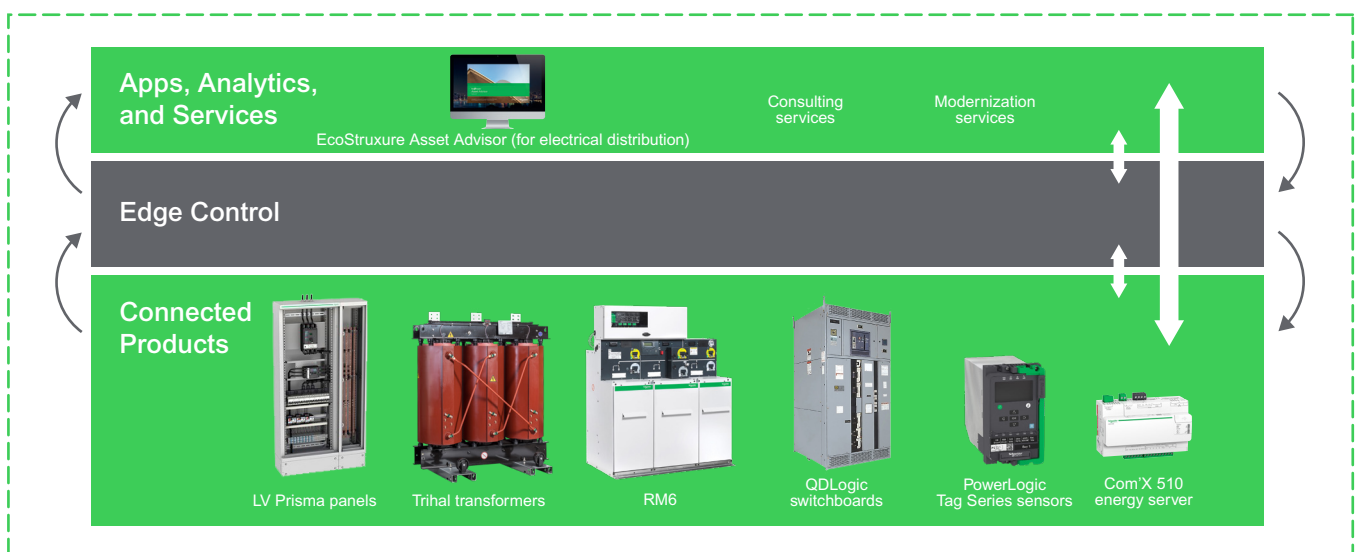 Apps, Analytics,
and Services
EcoStruxure Asset Advisor (for electrical distribution)
Consulting
services
Modernization
services
Edge Control
Connected
Products
LV Prisma panels
Trihal transformers
RM6
QDLogic
switchboards
PowerLogic
Tag Series sensors
Com'X 510
energy server